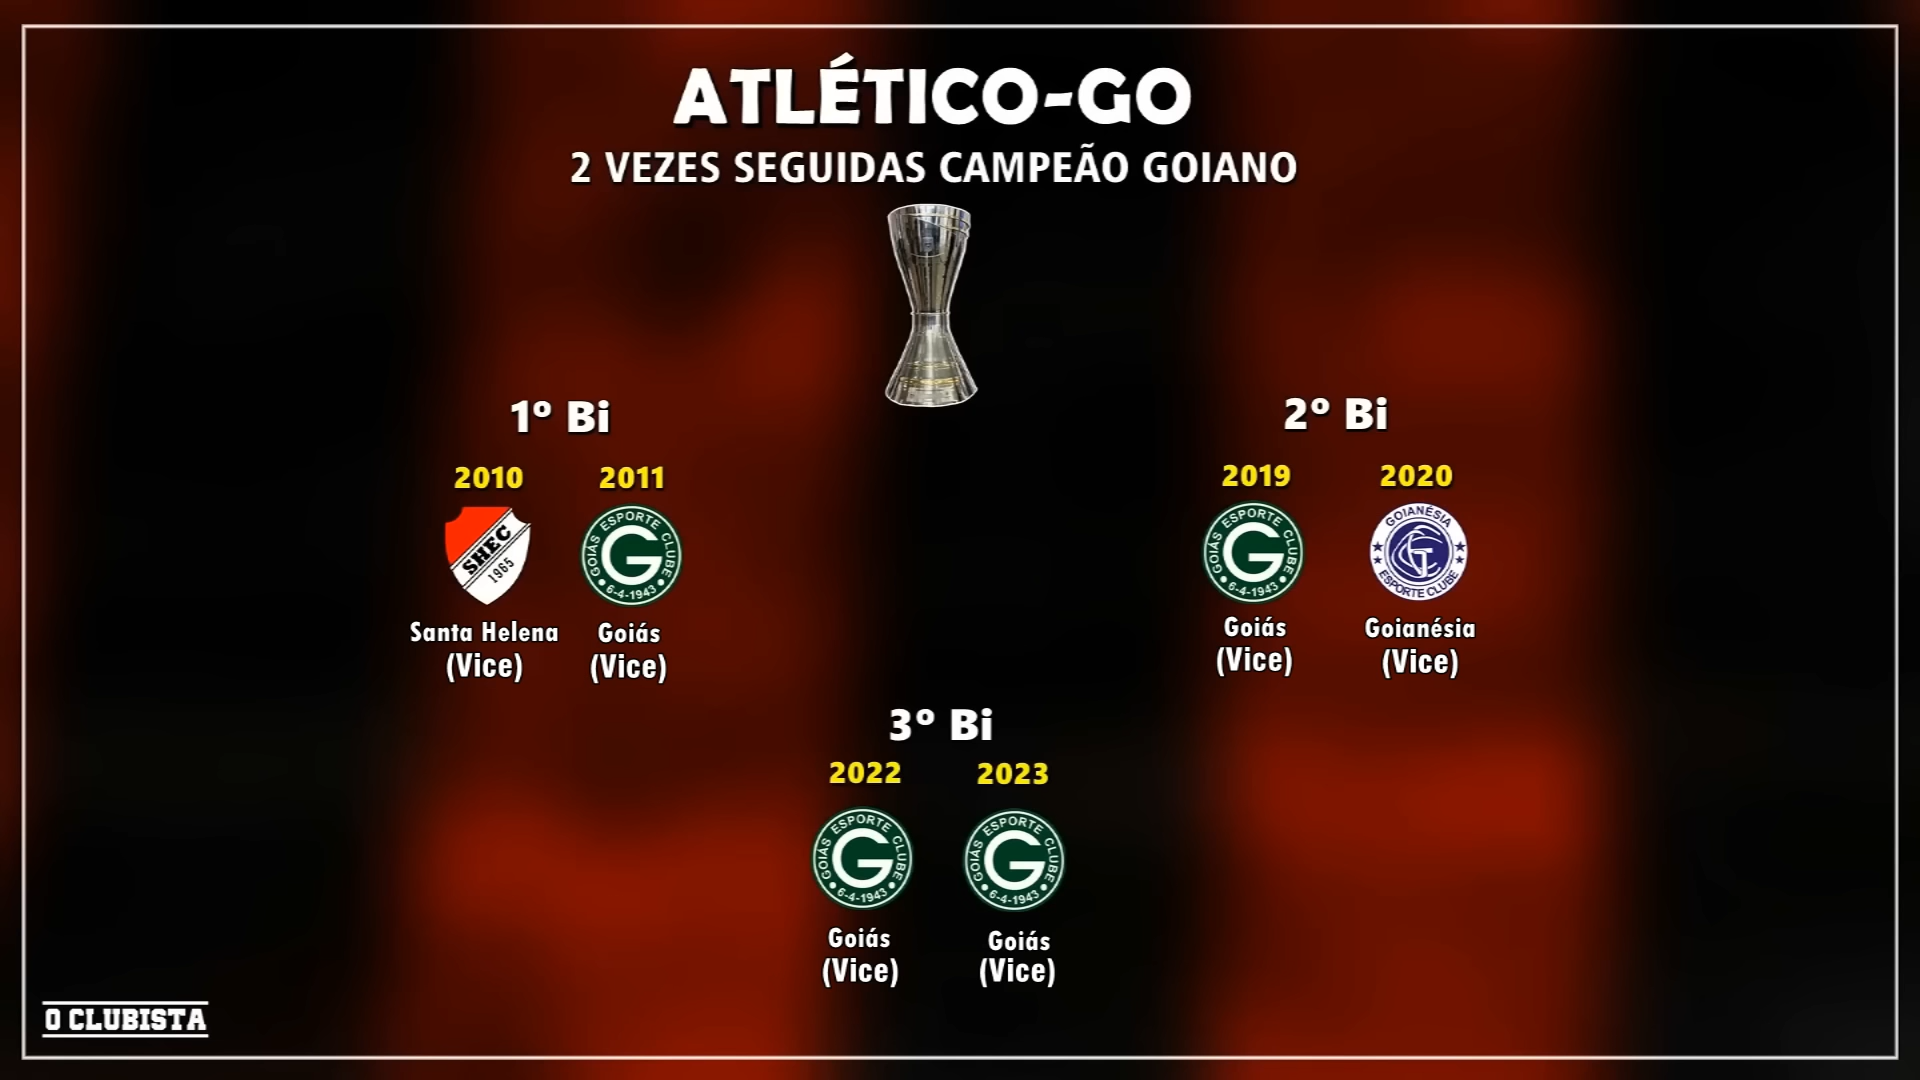 ATLÉTICO-GO
2 VEZES SEGUIDAS CAMPEÃO GOIANO
1º Bi
2010 2011
SHEC
1965
GOIÁS ESPORTE CLUBE
G
6-4-1943
Santa Helena
(Vice)
Goiás
(Vice)
2º Bi
2019 2020
GOIÁS ESPORTE CLUBE
G
6-4-1943
GOIANÉSIA
ESPORTE CLUBE
Goiás
(Vice)
Goianésia
(Vice)
3º Bi
2022 2023
GOIÁS ESPORTE CLUBE
G
6-4-1943
GOIÁS ESPORTE CLUBE
G
6-4-1943
Goiás
(Vice)
Goiás
(Vice)
O CLUBISTA